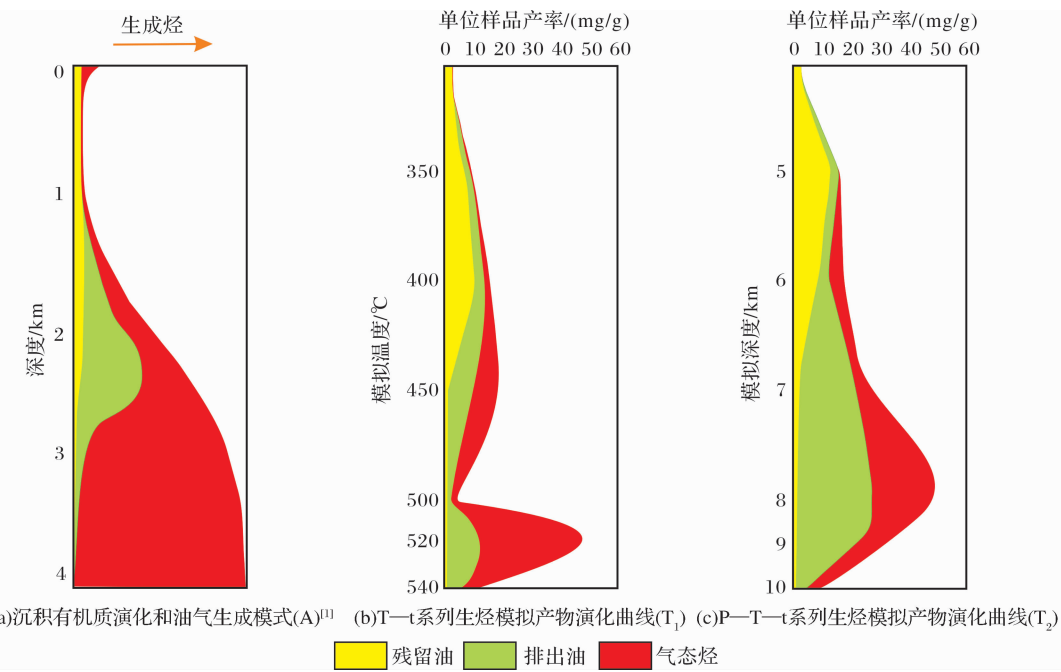 生成烃
0
1
2
3
4
深度/km
单位样品产率/(mg/g)
0 10 20 30 40 50 60
350
400
450
500
520
540
模拟温度/℃
单位样品产率/(mg/g)
0 10 20 30 40 50 60
5
6
7
8
9
10
模拟深度/km
a)沉积有机质演化和油气生成模式(A)[1]
(b)T—t系列生烃模拟产物演化曲线(T1)
(c)P—T—t系列生烃模拟产物演化曲线(T2)
残留油
排出油
气态烃